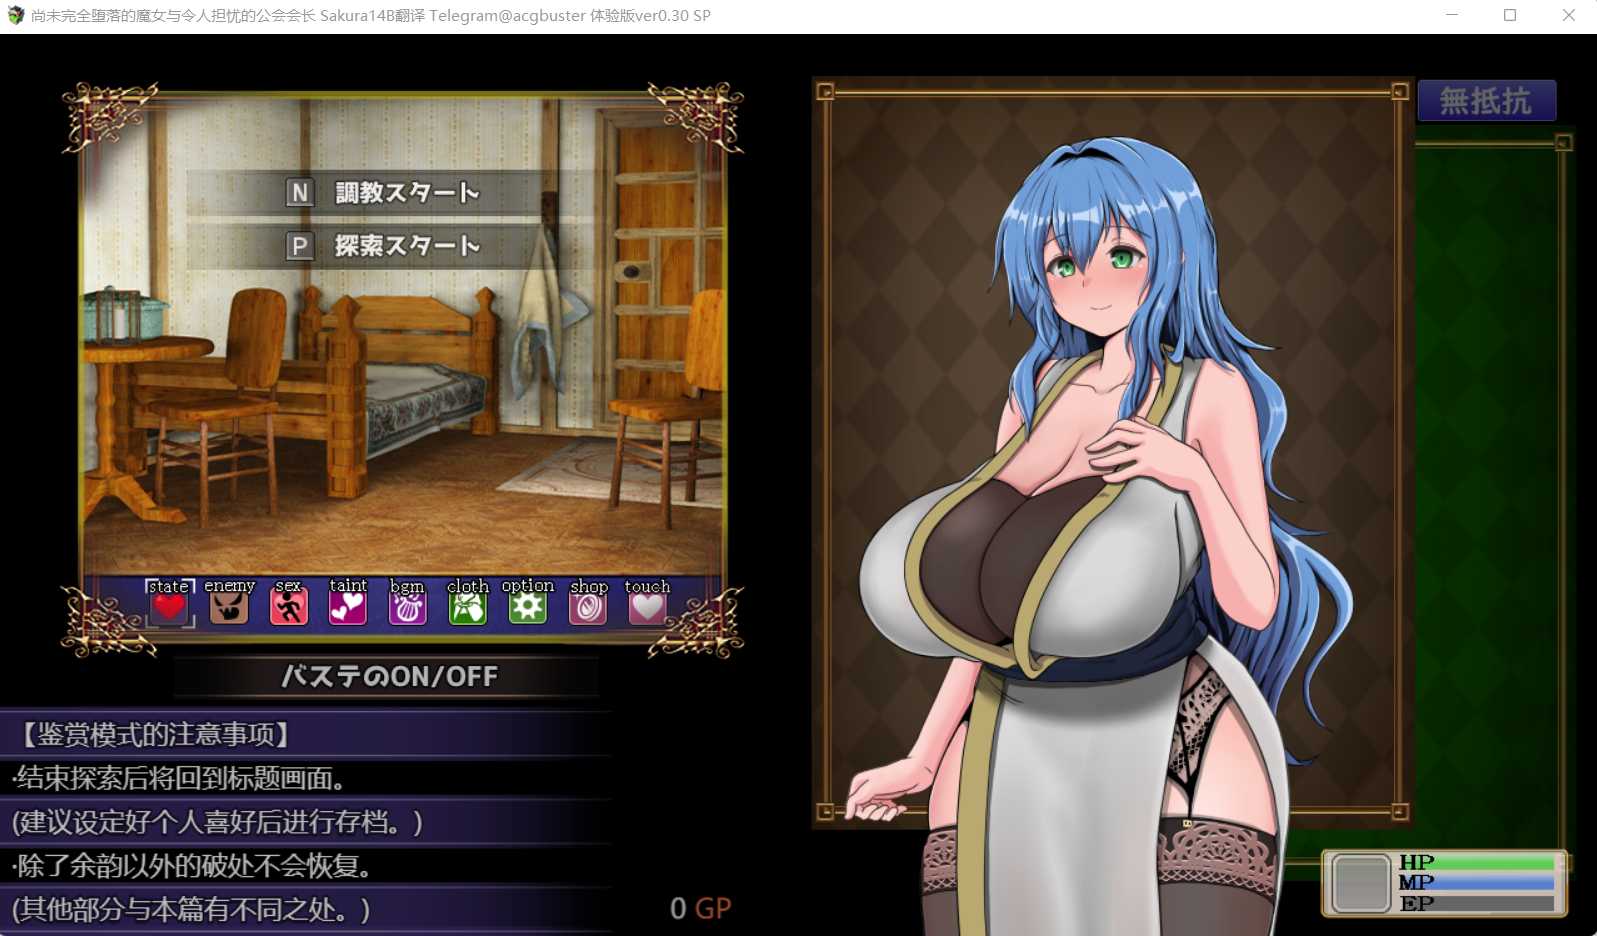 尚未完全堕落的魔女与令人担忧的公会会长 Sakura14B翻译 Telegram@acgbuster 体验版ver0.30 SP
無抵抗
N 調教スタート
P 探索スタート
state enemy sex taint bgm cloth option shop touch
バステのON/OFF
【鉴赏模式的注意事项】
·结束探索后将回到标题画面。
(建议设定好个人喜好后进行存档。)
·除了余韵以外的破处不会恢复。
(其他部分与本篇有不同之处。)
0 GP
HP
MP
EP